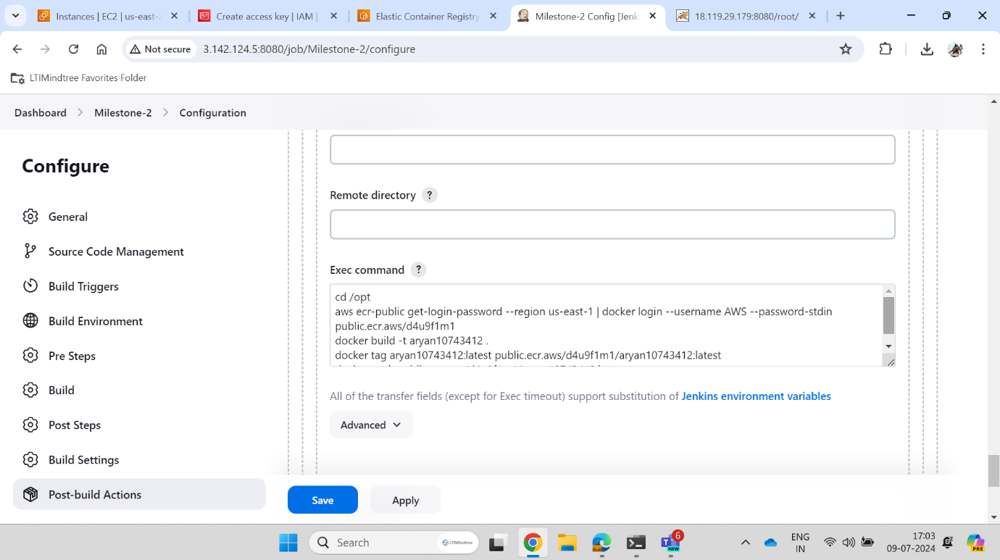 Instances | EC2 | us-east-
Create access key | IAM |
Elastic Container Registry
Milestone-2 Config [Jenk
18.119.29.179:8080/root/
Not secure
3.142.124.5:8080/job/Milestone-2/configure
LTIMindtree Favorites Folder
Dashboard > Milestone-2 > Configuration
Configure
General
Source Code Management
Build Triggers
Build Environment
Pre Steps
Build
Post Steps
Build Settings
Post-build Actions
Remote directory ?
Exec command ?
cd /opt
aws ecr-public get-login-password --region us-east-1 | docker login --username AWS --password-stdin
public.ecr.aws/d4u9f1m1
docker build -t aryan10743412 .
docker tag aryan10743412:latest public.ecr.aws/d4u9f1m1/aryan10743412:latest
All of the transfer fields (except for Exec timeout) support substitution of Jenkins environment variables
Advanced
Save
Apply
Search
LTIMindtree
6
NEW
ENG
IN
17:03
09-07-2024
PRE